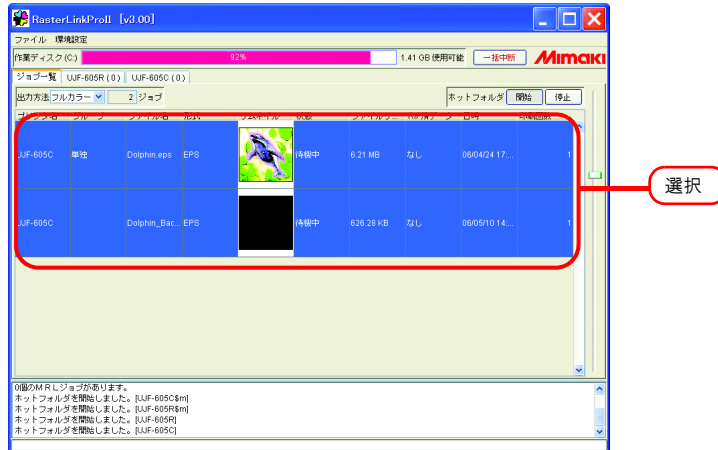 RasterLinkProII [v3.00]
ファイル 環境設定
作業ディスク(C:) 92% 1.41 GB 使用可能 一括中断 Mimaki
ジョブ一覧 UJF-605R ( 0 ) UJF-605C ( 0 )
出力方法 フルカラー 2 ジョブ ホットフォルダ 開始 停止
UJF-605C 単独 Dolphin.eps EPS 待機中 6.21 MB なし 06/04/24 17:... 1
選択
UJF-605C Dolphin_Bac... EPS 待機中 626.28 KB なし 06/05/10 14:... 1
0個のMRLジョブがあります。
ホットフォルダを開始しました。[UJF-605C$m]
ホットフォルダを開始しました。[UJF-605R$m]
ホットフォルダを開始しました。[UJF-605R]
ホットフォルダを開始しました。[UJF-605C]